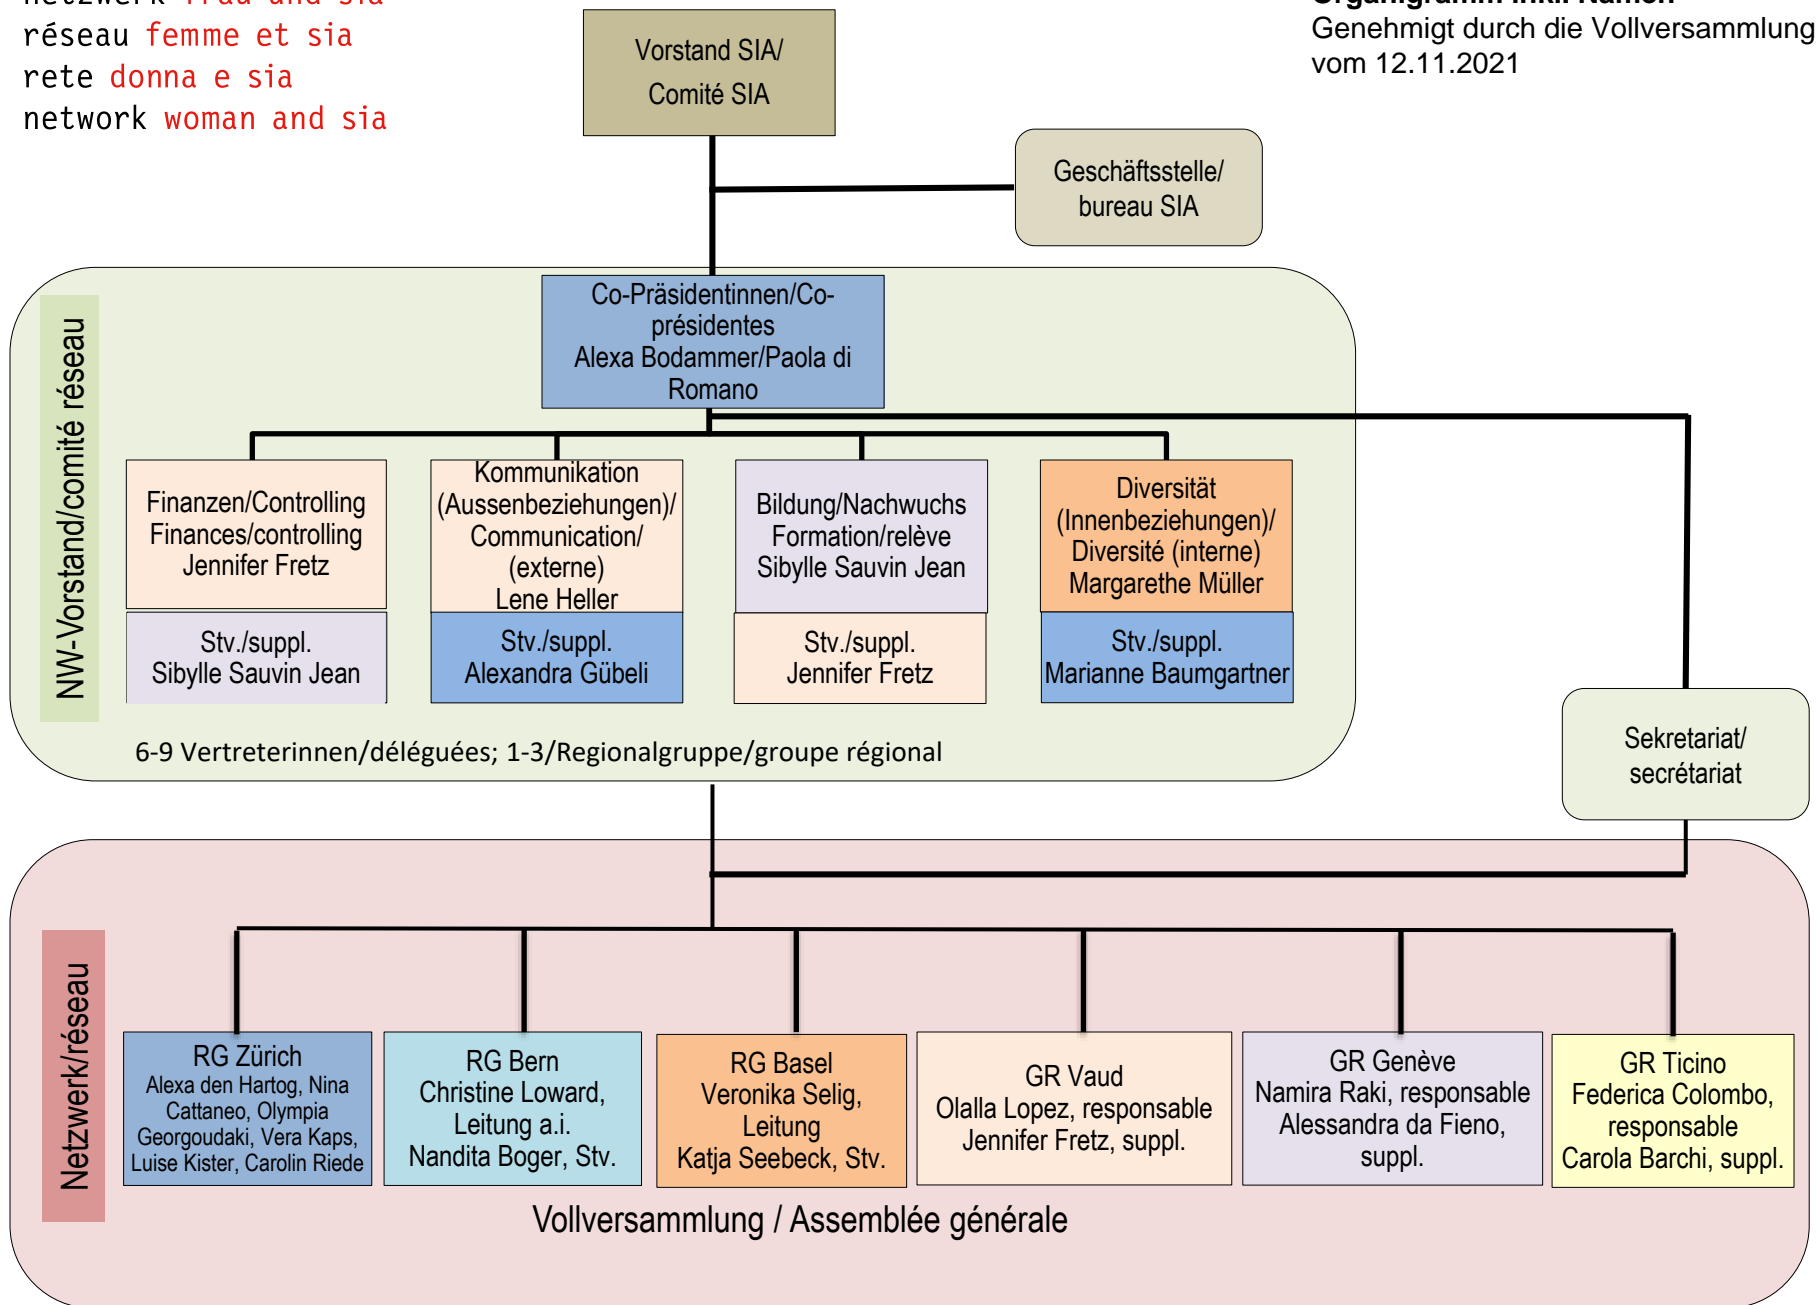 netzwerk frau und sia
réseau femme et sia
rete donna e sia
network woman and sia
Organigramm inkl. Namen
Genehmigt durch die Vollversammlung
vom 12.11.2021
Vorstand SIA/
Comité SIA
Geschäftsstelle/
bureau SIA
NW-Vorstand/comité réseau
Co-Präsidentinnen/Co-
présidentes
Alexa Bodammer/Paola di
Romano
Finanzen/Controlling
Finances/controlling
Jennifer Fretz
Stv./suppl.
Sibylle Sauvin Jean
Kommunikation
(Aussenbeziehungen)/
Communication/
(externe)
Lene Heller
Stv./suppl.
Alexandra Gübeli
Bildung/Nachwuchs
Formation/relève
Sibylle Sauvin Jean
Stv./suppl.
Jennifer Fretz
Diversität
(Innenbeziehungen)/
Diversité (interne)
Margarethe Müller
Stv./suppl.
Marianne Baumgartner
6-9 Vertreterinnen/déléguées; 1-3/Regionalgruppe/groupe régional
Sekretariat/
secrétariat
Netzwerk/réseau
RG Zürich
Alexa den Hartog, Nina
Cattaneo, Olympia
Georgoudaki, Vera Kaps,
Luise Kister, Carolin Riede
RG Bern
Christine Loward,
Leitung a.i.
Nandita Boger, Stv.
RG Basel
Veronika Selig,
Leitung
Katja Seebeck, Stv.
GR Vaud
Olalla Lopez, responsable
Jennifer Fretz, suppl.
GR Genève
Namira Raki, responsable
Alessandra da Fieno,
suppl.
GR Ticino
Federica Colombo,
responsable
Carola Barchi, suppl.
Vollversammlung / Assemblée générale